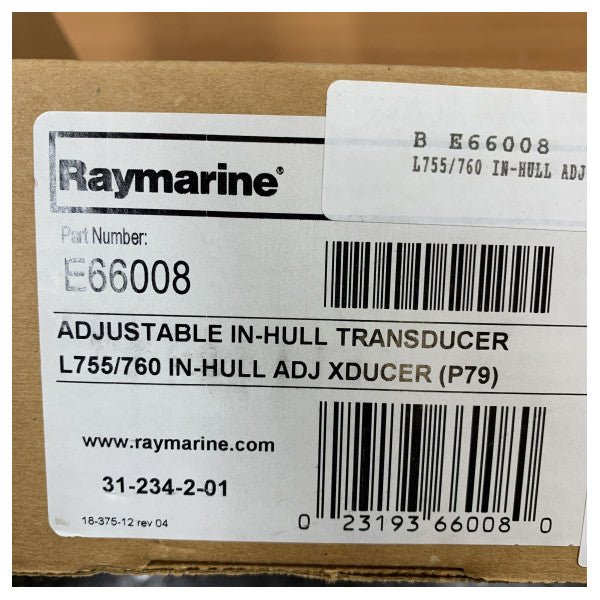 B E66008
L755/760 IN-HULL ADJ
Raymarine®
Part Number:
E66008
ADJUSTABLE IN-HULL TRANSDUCER
L755/760 IN-HULL ADJ XDUCER (P79)
www.raymarine.com
31-234-2-01
18-375-12 rev 04
0 23193 66008 0